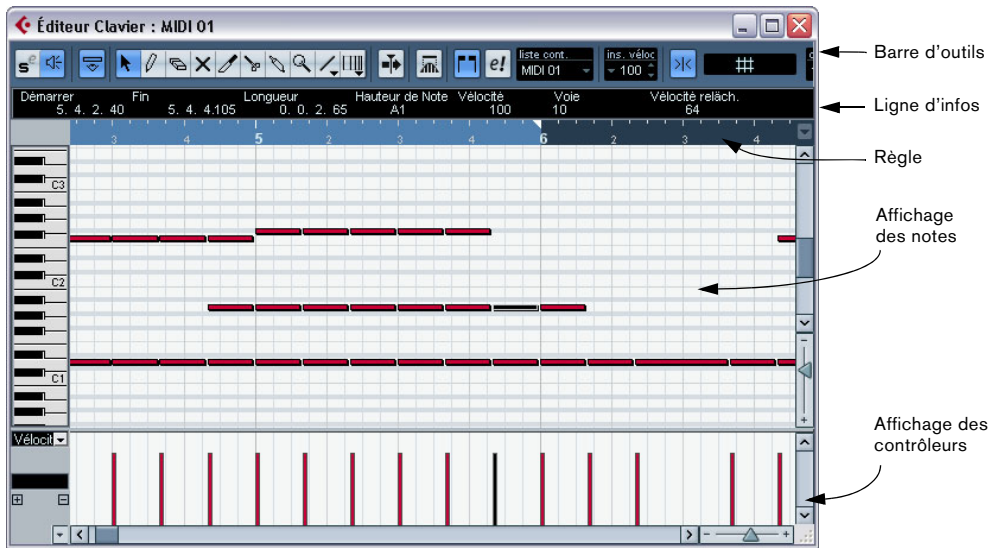 Éditeur Clavier : MIDI 01
liste cont.
MIDI 01
ins. véloc
100
Barre d'outils
Démarrer Fin Longueur Hauteur de Note Vélocité Voie Vélocité relâch.
5. 4. 2. 40 5. 4. 4.105 0. 0. 2. 65 A1 100 10 64
Ligne d'infos
3 4 5 2 3 4 6 2 3 4
Règle
C3
Affichage
des notes
C2
C1
Affichage des
contrôleurs
Vélocit